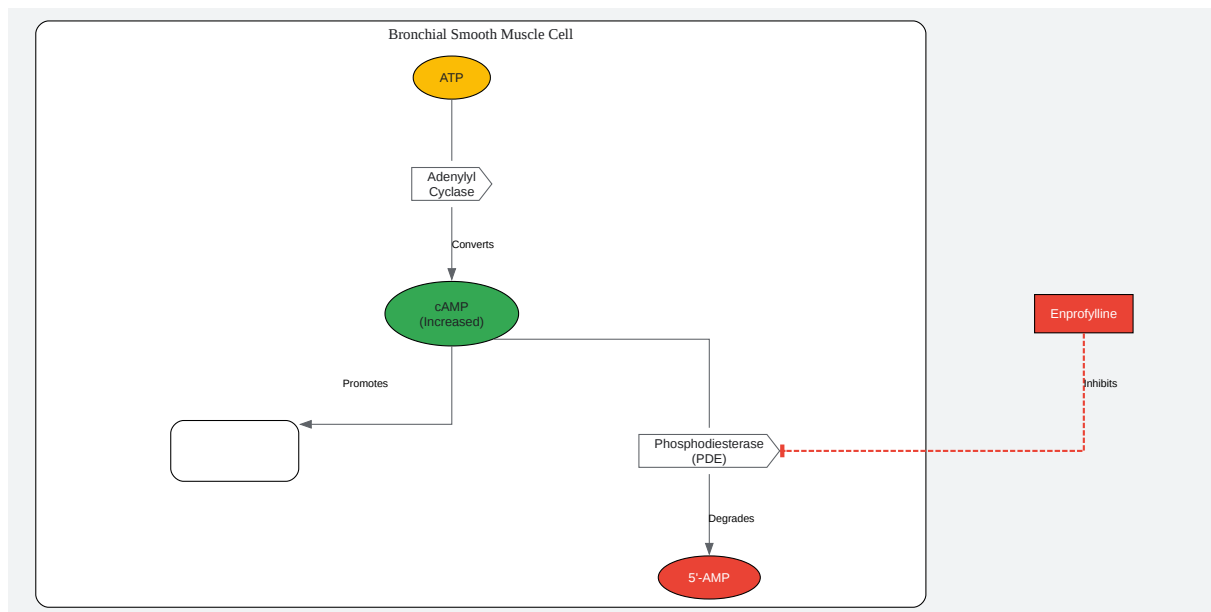 Bronchial Smooth Muscle Cell
ATP
Adenylyl
Cyclase
Converts
cAMP
(Increased)
Enprofylline
Promotes
Inhibits
Phosphodiesterase
(PDE)
Degrades
5'-AMP